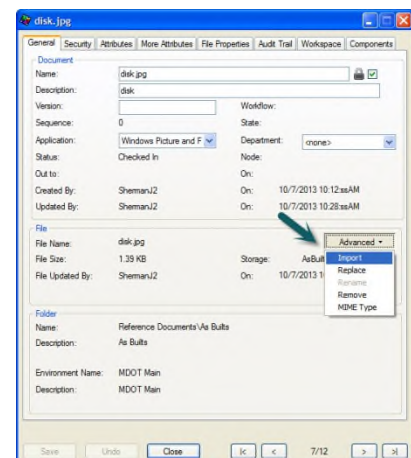 disk.jpg
General Security Attributes More Attributes File Properties Audit Trail Workspace Components
Document
Name: disk.jpg
Description: disk
Version: Workflow:
Sequence: 0 State:
Application: Windows Picture and F Department: <none>
Status: Checked In Node:
Out to: On:
Created By: ShermanJ2 On: 10/7/2013 10:12:
Updated By: ShermanJ2 On: 10/7/2013 10:28:
File
File Name: disk.jpg Advanced
File Size: 1.39 KB Storage: AsBuilt Import
Replace
File Updated By: ShermanJ2 On: 10/7/2013 1 Rename
Remove
MIME Type
Folder
Name: Reference Documents\As Builts
Description: As Builts
Environment Name: MDOT Main
Description: MDOT Main
Save Undo Close |< < 7/12 > >|